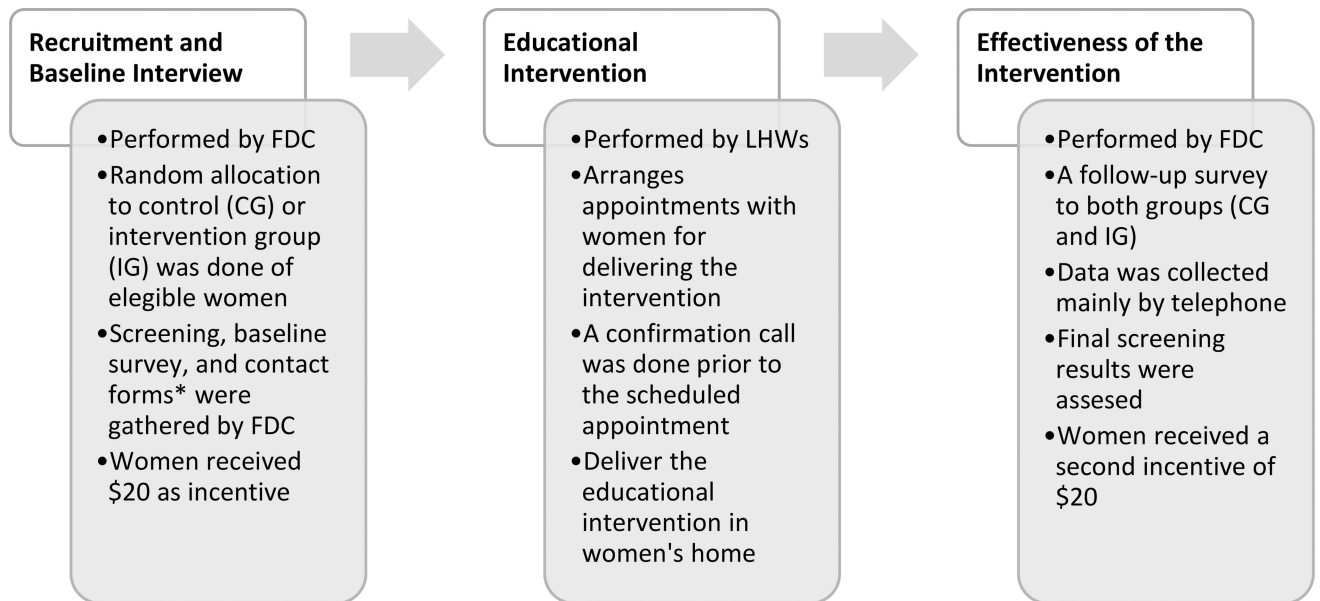 Recruitment and
Baseline Interview
•Performed by FDC
•Random allocation
to control (CG) or
intervention group
(IG) was done of
elegible women
•Screening, baseline
survey, and contact
forms* were
gathered by FDC
•Women received
$20 as incentive
Educational
Intervention
•Performed by LHWs
•Arranges
appointments with
women for
delivering the
intervention
•A confirmation call
was done prior to
the scheduled
appointment
•Deliver the
educational
intervention in
women's home
Effectiveness of the
Intervention
•Performed by FDC
•A follow-up survey
to both groups (CG
and IG)
•Data was collected
mainly by telephone
•Final screening
results were
assesed
•Women received a
second incentive of
$20